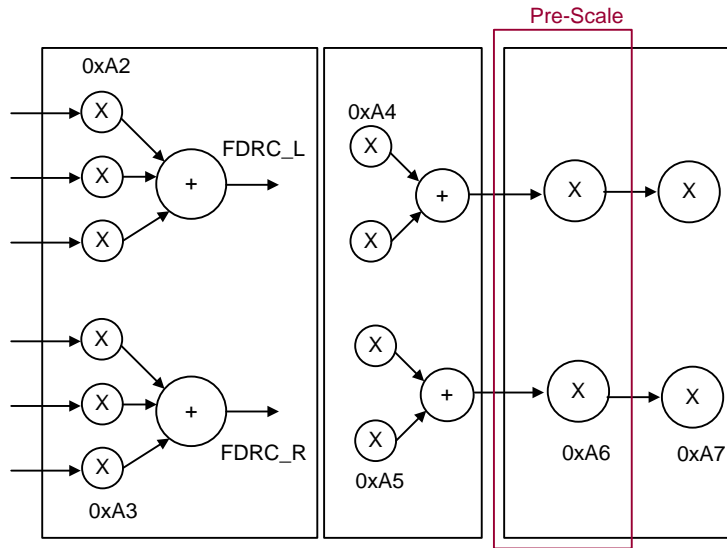 Pre-Scale
0xA2
0xA4
X
X
X
+
FDRC_L
X
X
+
X
X
X
X
X
+
FDRC_R
0xA3
X
X
+
0xA5
X
X
0xA6
0xA7